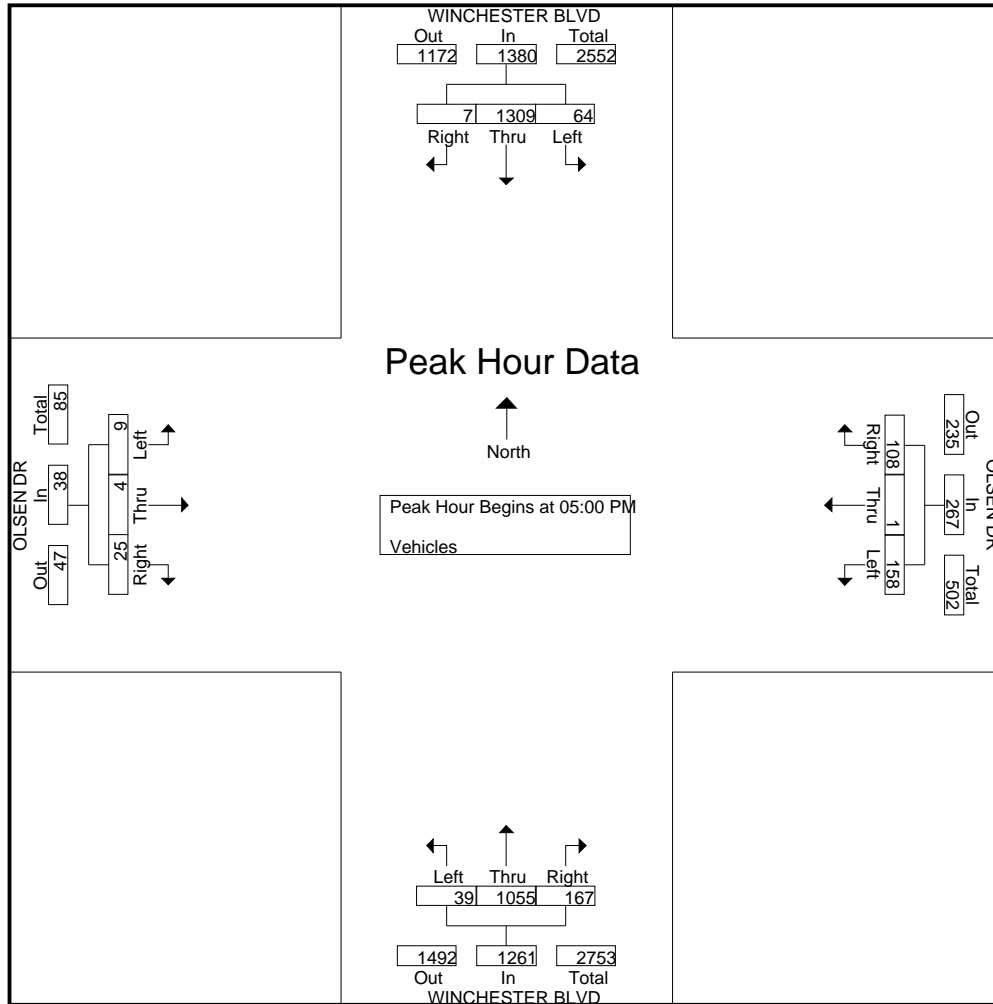 WINCHESTER BLVD
Out In Total
1172 1380 2552
7 1309 64
Right Thru Left
Peak Hour Data
North
Peak Hour Begins at 05:00 PM
Vehicles
OLSEN DR
Total In Out
85 38 47
9 4 25
Left Thru Right
OLSEN DR
Out In Total
235 267 502
108 1 158
Right Thru Left
Left Thru Right
39 1055 167
1492 1261 2753
Out In Total
WINCHESTER BLVD